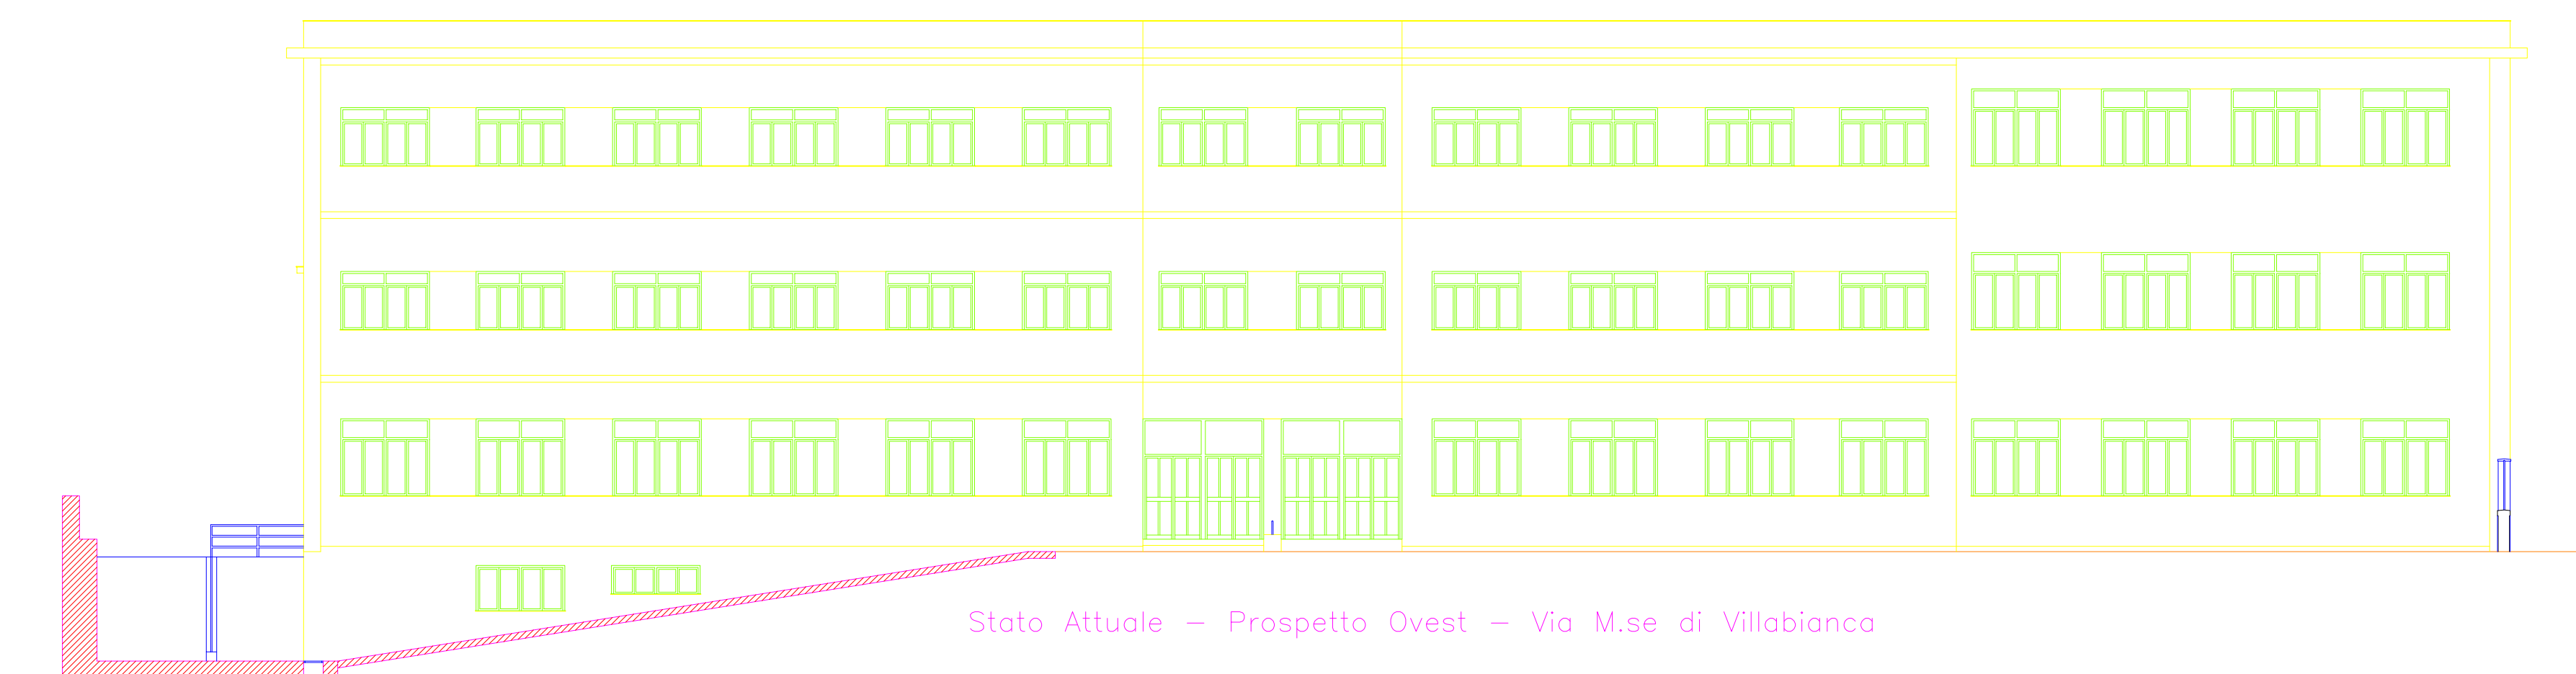 Stato Attuale – Prospetto Ovest – Via M.se di Villabianca